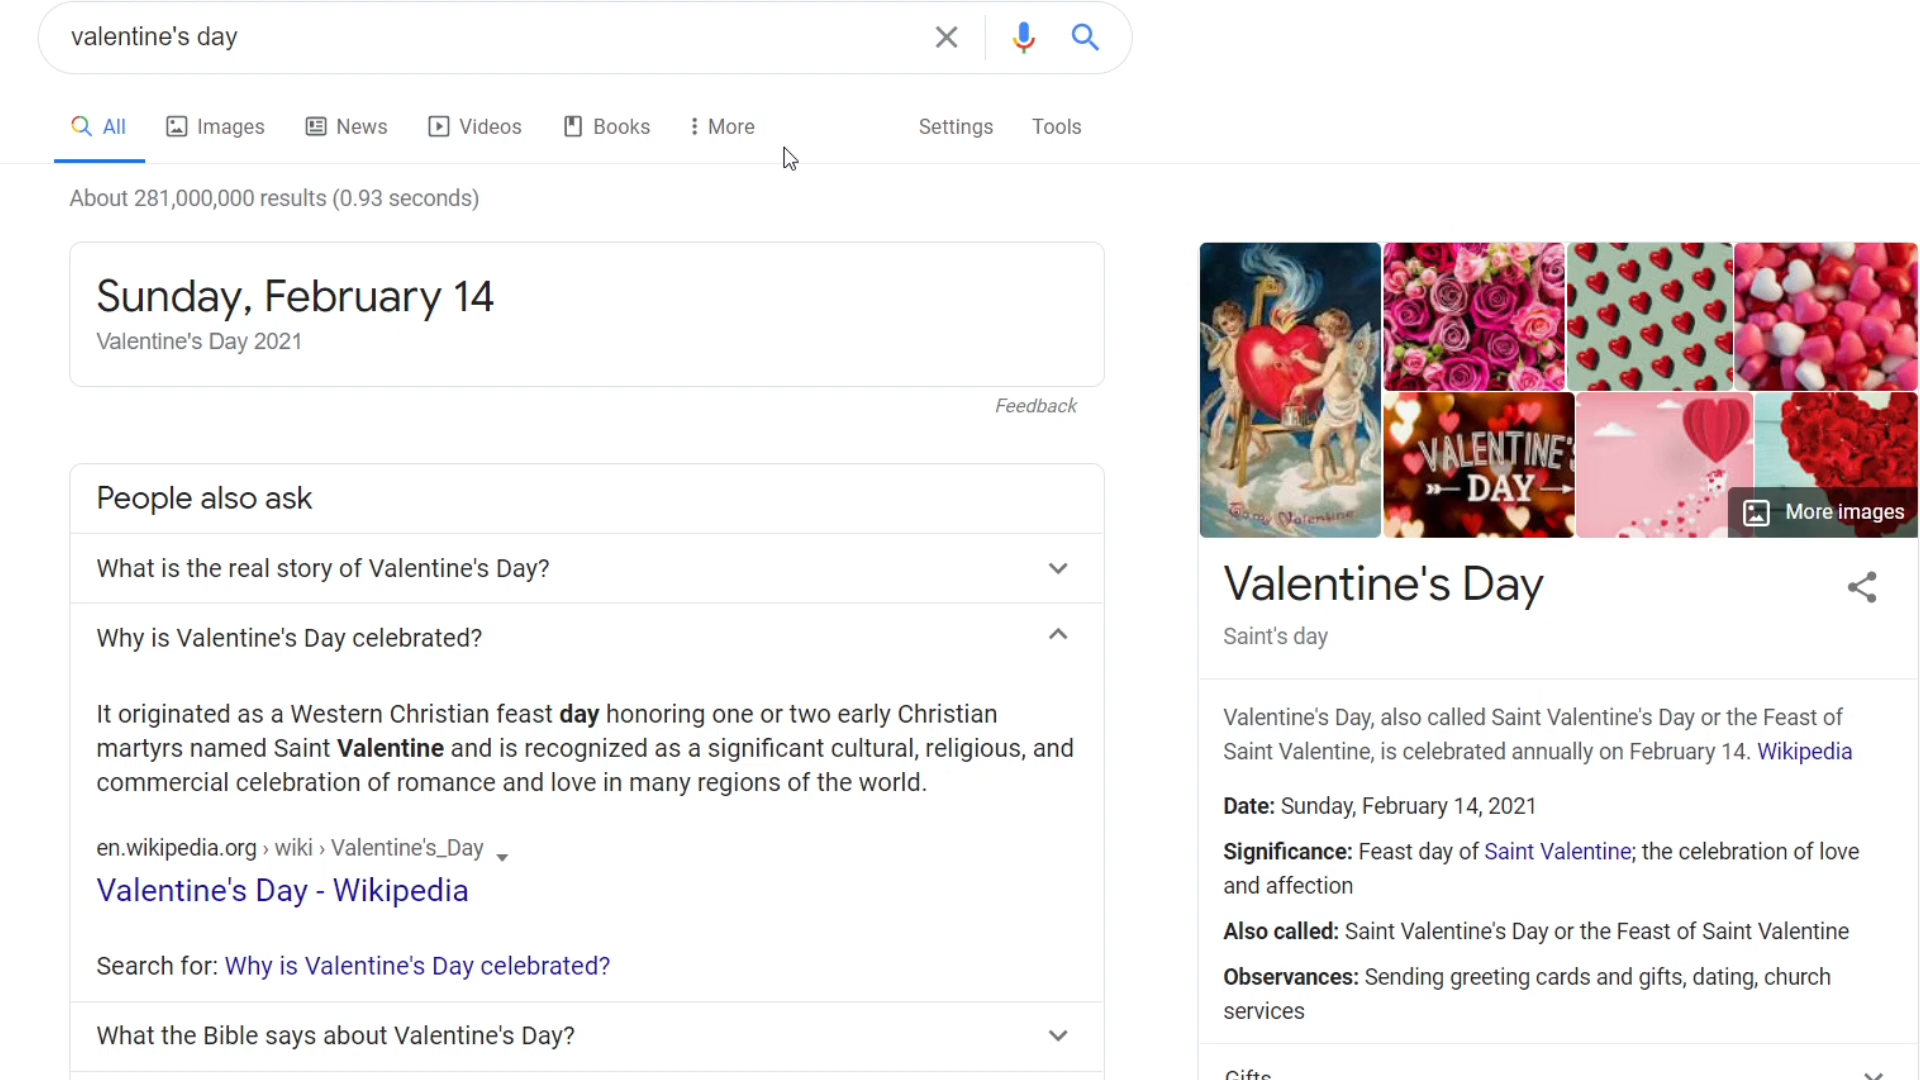 valentine's day
All Images News Videos Books More Settings Tools
About 281,000,000 results (0.93 seconds)
Sunday, February 14
Valentine's Day 2021
Feedback
People also ask
What is the real story of Valentine's Day?
Why is Valentine's Day celebrated?
It originated as a Western Christian feast day honoring one or two early Christian
martyrs named Saint Valentine and is recognized as a significant cultural, religious, and
commercial celebration of romance and love in many regions of the world.
en.wikipedia.org › wiki › Valentine's_Day
Valentine's Day - Wikipedia
Search for: Why is Valentine's Day celebrated?
What the Bible says about Valentine's Day?
To my Valentine
VALENTINE'S
DAY
More images
Valentine's Day
Saint's day
Valentine's Day, also called Saint Valentine's Day or the Feast of
Saint Valentine, is celebrated annually on February 14. Wikipedia
Date: Sunday, February 14, 2021
Significance: Feast day of Saint Valentine; the celebration of love
and affection
Also called: Saint Valentine's Day or the Feast of Saint Valentine
Observances: Sending greeting cards and gifts, dating, church
services
Gifts